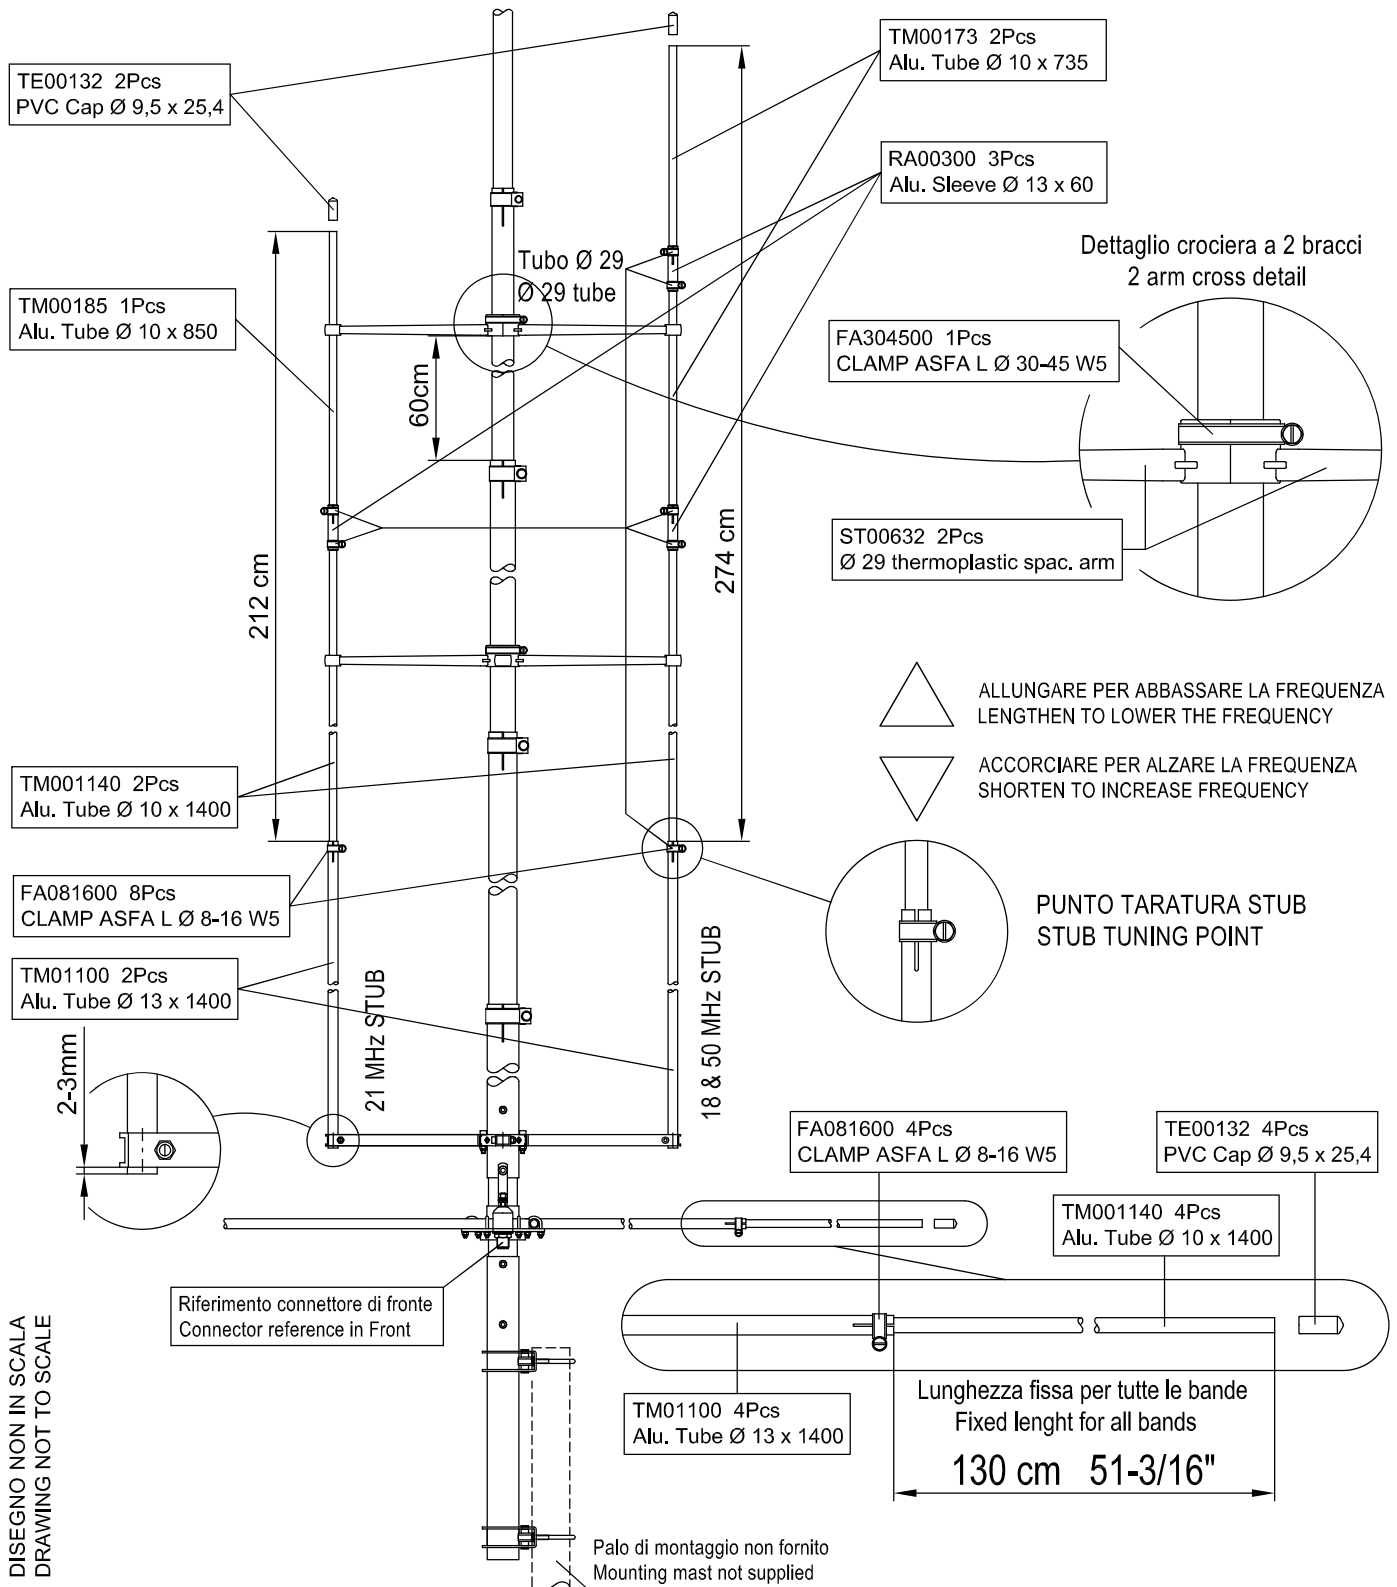 TE00132  2Pcs
PVC Cap Ø 9,5 x 25,4
TM00173  2Pcs
Alu. Tube Ø 10 x 735
RA00300  3Pcs
Alu. Sleeve Ø 13 x 60
Tubo Ø 29
Ø 29 tube
TM00185  1Pcs
Alu. Tube Ø 10 x 850
60cm
212 cm
274 cm
Dettaglio crociera a 2 bracci
2 arm cross detail
FA304500  1Pcs
CLAMP ASFA L Ø 30-45 W5
ST00632  2Pcs
Ø 29 thermoplastic spac. arm
ALLUNGARE PER ABBASSARE LA FREQUENZA
LENGTHEN TO LOWER THE FREQUENCY
ACCORCIARE PER ALZARE LA FREQUENZA
SHORTEN TO INCREASE FREQUENCY
TM001140  2Pcs
Alu. Tube Ø 10 x 1400
FA081600  8Pcs
CLAMP ASFA L Ø 8-16 W5
TM01100  2Pcs
Alu. Tube Ø 13 x 1400
PUNTO TARATURA STUB
STUB TUNING POINT
2-3mm
21 MHz STUB
18 & 50 MHz STUB
FA081600  4Pcs
CLAMP ASFA L Ø 8-16 W5
TE00132  4Pcs
PVC Cap Ø 9,5 x 25,4
TM001140  4Pcs
Alu. Tube Ø 10 x 1400
Riferimento connettore di fronte
Connector reference in Front
TM01100  4Pcs
Alu. Tube Ø 13 x 1400
Lunghezza fissa per tutte le bande
Fixed lenght for all bands
130 cm   51-3/16"
DISEGNO NON IN SCALA
DRAWING NOT TO SCALE
Palo di montaggio non fornito
Mounting mast not supplied